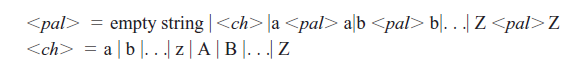 <pal> = empty string | <ch> |a <pal> a|b <pal> b|. . .| Z <pal> Z
<ch> = a | b |. . .| z | A | B |. . .| Z